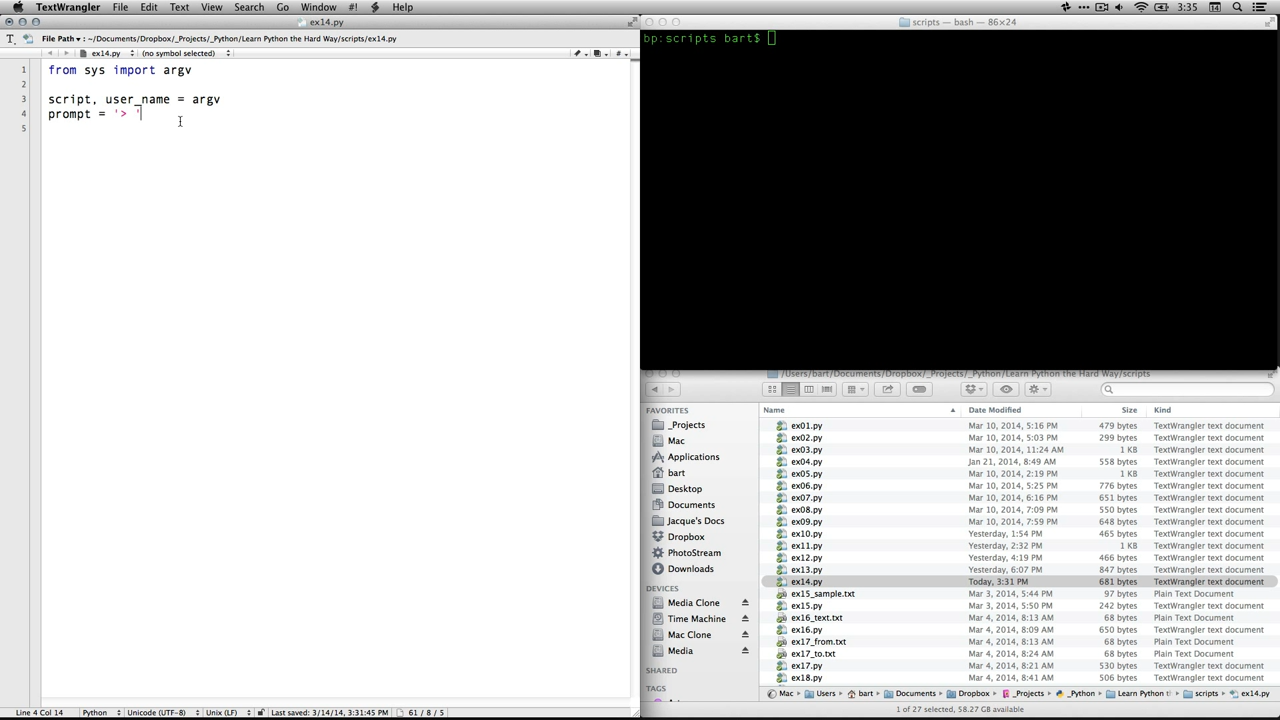 TextWrangler File Edit Text View Search Go Window #! Help 3:35 14
ex14.py
File Path ▾ : ~/Documents/Dropbox/_Projects/_Python/Learn Python the Hard Way/scripts/ex14.py
ex14.py (no symbol selected)
1 from sys import argv
2
3 script, user_name = argv
4 prompt = '> '
5
Line 4 Col 14 Python Unicode (UTF-8) Unix (LF) Last saved: 3/14/14, 3:31:45 PM 61 / 8 / 5
scripts — bash — 86×24
bp:scripts bart$
/Users/bart/Documents/Dropbox/_Projects/_Python/Learn Python the Hard Way/scripts
FAVORITES
_Projects
Mac
Applications
bart
Desktop
Documents
Jacque's Docs
Dropbox
PhotoStream
Downloads
DEVICES
Media Clone
Time Machine
Mac Clone
Media
SHARED
TAGS
Name Date Modified Size Kind
ex01.py Mar 10, 2014, 5:16 PM 479 bytes TextWrangler text document
ex02.py Mar 10, 2014, 5:03 PM 299 bytes TextWrangler text document
ex03.py Mar 10, 2014, 11:24 AM 1 KB TextWrangler text document
ex04.py Jan 21, 2014, 8:49 AM 558 bytes TextWrangler text document
ex05.py Mar 10, 2014, 2:19 PM 1 KB TextWrangler text document
ex06.py Mar 10, 2014, 5:25 PM 776 bytes TextWrangler text document
ex07.py Mar 10, 2014, 6:16 PM 651 bytes TextWrangler text document
ex08.py Mar 10, 2014, 7:09 PM 550 bytes TextWrangler text document
ex09.py Mar 10, 2014, 7:59 PM 648 bytes TextWrangler text document
ex10.py Yesterday, 1:54 PM 465 bytes TextWrangler text document
ex11.py Yesterday, 2:32 PM 1 KB TextWrangler text document
ex12.py Yesterday, 4:19 PM 466 bytes TextWrangler text document
ex13.py Yesterday, 6:07 PM 847 bytes TextWrangler text document
ex14.py Today, 3:31 PM 681 bytes TextWrangler text document
ex15_sample.txt Mar 3, 2014, 5:44 PM 97 bytes Plain Text Document
ex15.py Mar 3, 2014, 5:50 PM 242 bytes TextWrangler text document
ex16_text.txt Mar 4, 2014, 8:13 AM 68 bytes Plain Text Document
ex16.py Mar 4, 2014, 8:09 AM 650 bytes TextWrangler text document
ex17_from.txt Mar 4, 2014, 8:13 AM 68 bytes Plain Text Document
ex17_to.txt Mar 4, 2014, 8:24 AM 68 bytes Plain Text Document
ex17.py Mar 4, 2014, 8:21 AM 530 bytes TextWrangler text document
ex18.py Mar 4, 2014, 8:41 AM 506 bytes TextWrangler text document
Mac ▸ Users ▸ bart ▸ Documents ▸ Dropbox ▸ _Projects ▸ _Python ▸ Learn Python t ▸ scripts ▸ ex14.py
1 of 27 selected, 58.27 GB available